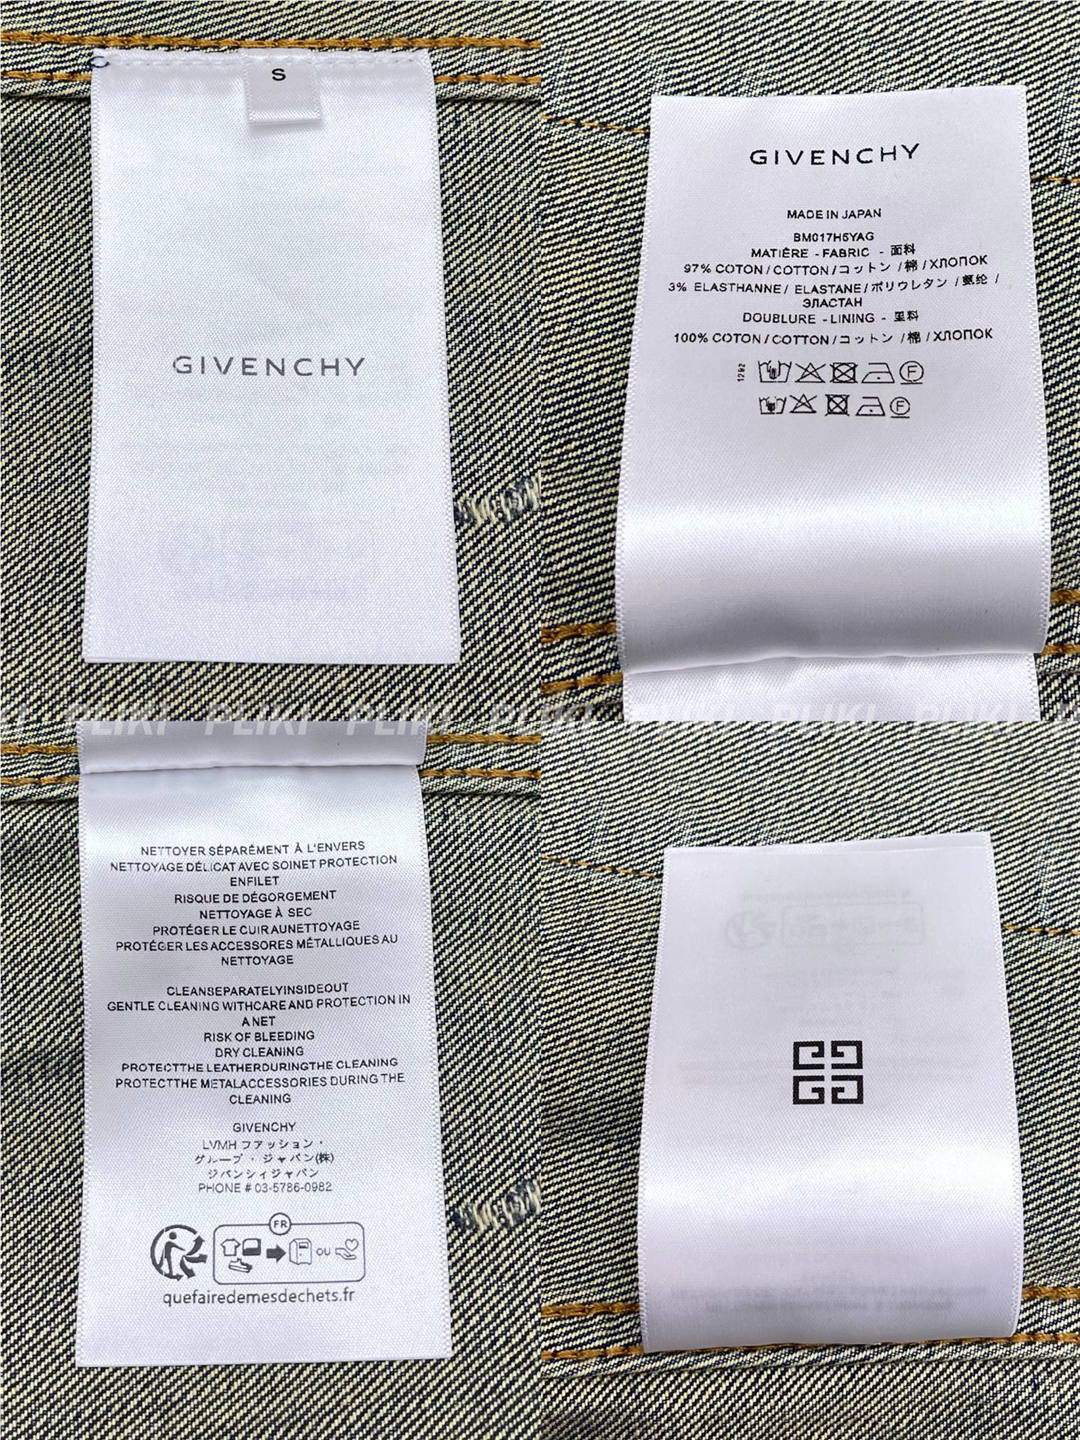 S
GIVENCHY
GIVENCHY
MADE IN JAPAN
BM017H5YAG
MATIÈRE - FABRIC - 面料
97% COTON / COTTON / コットン / 棉 / ХЛОПОК
3% ELASTHANNE / ELASTANE / ポリウレタン / 氨纶 /
ЭЛАСТАН
DOUBLURE - LINING - 里料
100% COTON / COTTON / コットン / 棉 / ХЛОПОК
1292
F
F
PLIKI PLIKI PLIKI PLIKI PLIKI PLIKI PLIKI
NETTOYER SÉPARÉMENT À L'ENVERS
NETTOYAGE DÉLICAT AVEC SOINET PROTECTION
ENFILET
RISQUE DE DÉGORGEMENT
NETTOYAGE À SEC
PROTÉGER LE CUIR AUNETTOYAGE
PROTÉGER LES ACCESSORES MÉTALLIQUES AU
NETTOYAGE
CLEANSEPARATELYINSIDEOUT
GENTLE CLEANING WITHCARE AND PROTECTION IN
A NET
RISK OF BLEEDING
DRY CLEANING
PROTECTTHE LEATHERDURINGTHE CLEANING
PROTECTTHE METALACCESSORIES DURING THE
CLEANING
GIVENCHY
LVMH ファッション・
グループ・ジャパン(株)
ジバンシィジャパン
PHONE # 03-5786-0982
FR
OU
quefairedemesdechets.fr